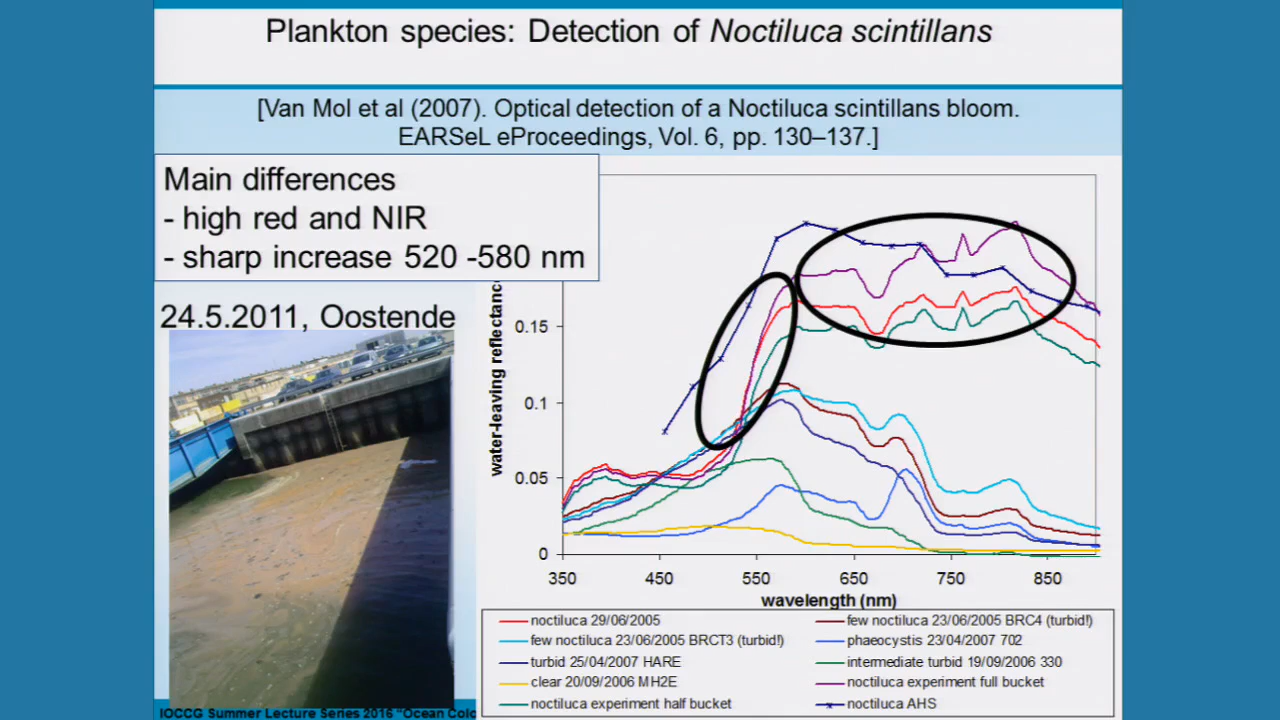 Plankton species: Detection of Noctiluca scintillans
[Van Mol et al (2007). Optical detection of a Noctiluca scintillans bloom.
EARSeL eProceedings, Vol. 6, pp. 130–137.]
Main differences
- high red and NIR
- sharp increase 520 -580 nm
24.5.2011, Oostende
water-leaving reflectance
0.15
0.1
0.05
0
350 450 550 650 750 850
wavelength (nm)
noctiluca 29/06/2005
few noctiluca 23/06/2005 BRC4 (turbid!)
few noctiluca 23/06/2005 BRCT3 (turbid!)
phaeocystis 23/04/2007 702
turbid 25/04/2007 HARE
intermediate turbid 19/09/2006 330
clear 20/09/2006 MH2E
noctiluca experiment full bucket
noctiluca experiment half bucket
noctiluca AHS
IOCCG Summer Lecture Series 2016 "Ocean Colo